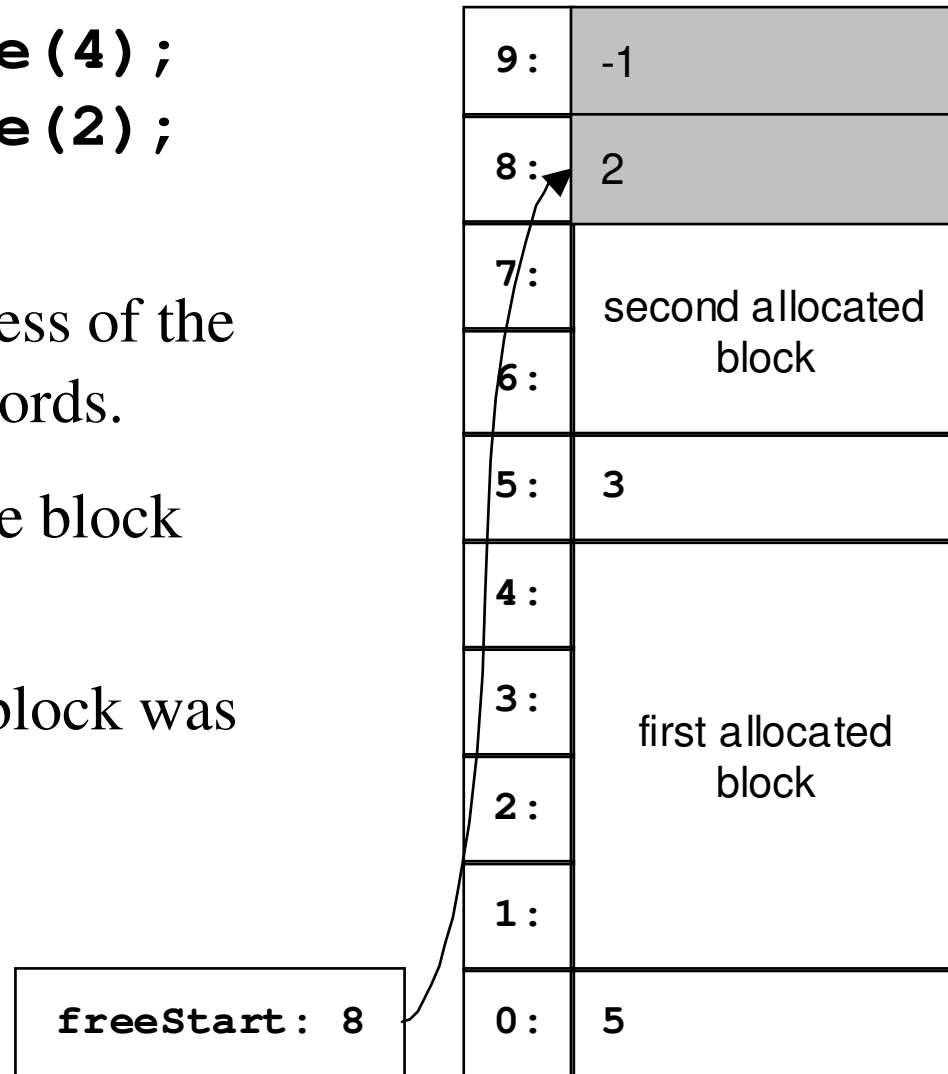 e(4);
e(2);
ess of the
ords.
e block
block was
freeStart: 8
9: -1
8: 2
7:
second allocated
block
6:
5: 3
4:
3:
first allocated
block
2:
1:
0: 5